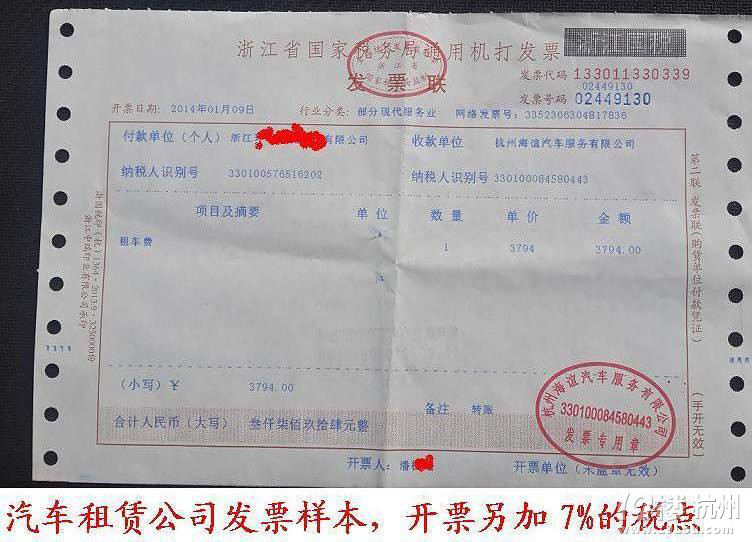 浙江省国家税务局通用机打发票
发票联
发票代码 133011330339
02449130
发票号码 02449130
开票日期: 2014年01月09日 行业分类: 部分现代服务业 网络发票号: 3352306304817836
付款单位（个人） 浙江 有限公司 收款单位 杭州海谊汽车服务有限公司
纳税人识别号 330100576516202 纳税人识别号 330100084580443
项目及摘要 单位 数量 单价 金额
租车费 1 3794 3794.00
(小写) ¥ 3794.00
合计人民币（大写） 叁仟柒佰玖拾肆元整 备注 转账
开票人: 潘 开票单位(未盖章无效)
杭州海谊汽车服务有限公司
330100084580443
发票专用章
第二联 发票联(购货单位付款凭证)
(手开无效)
汽车租赁公司发票样本，开票另加 7%的税点